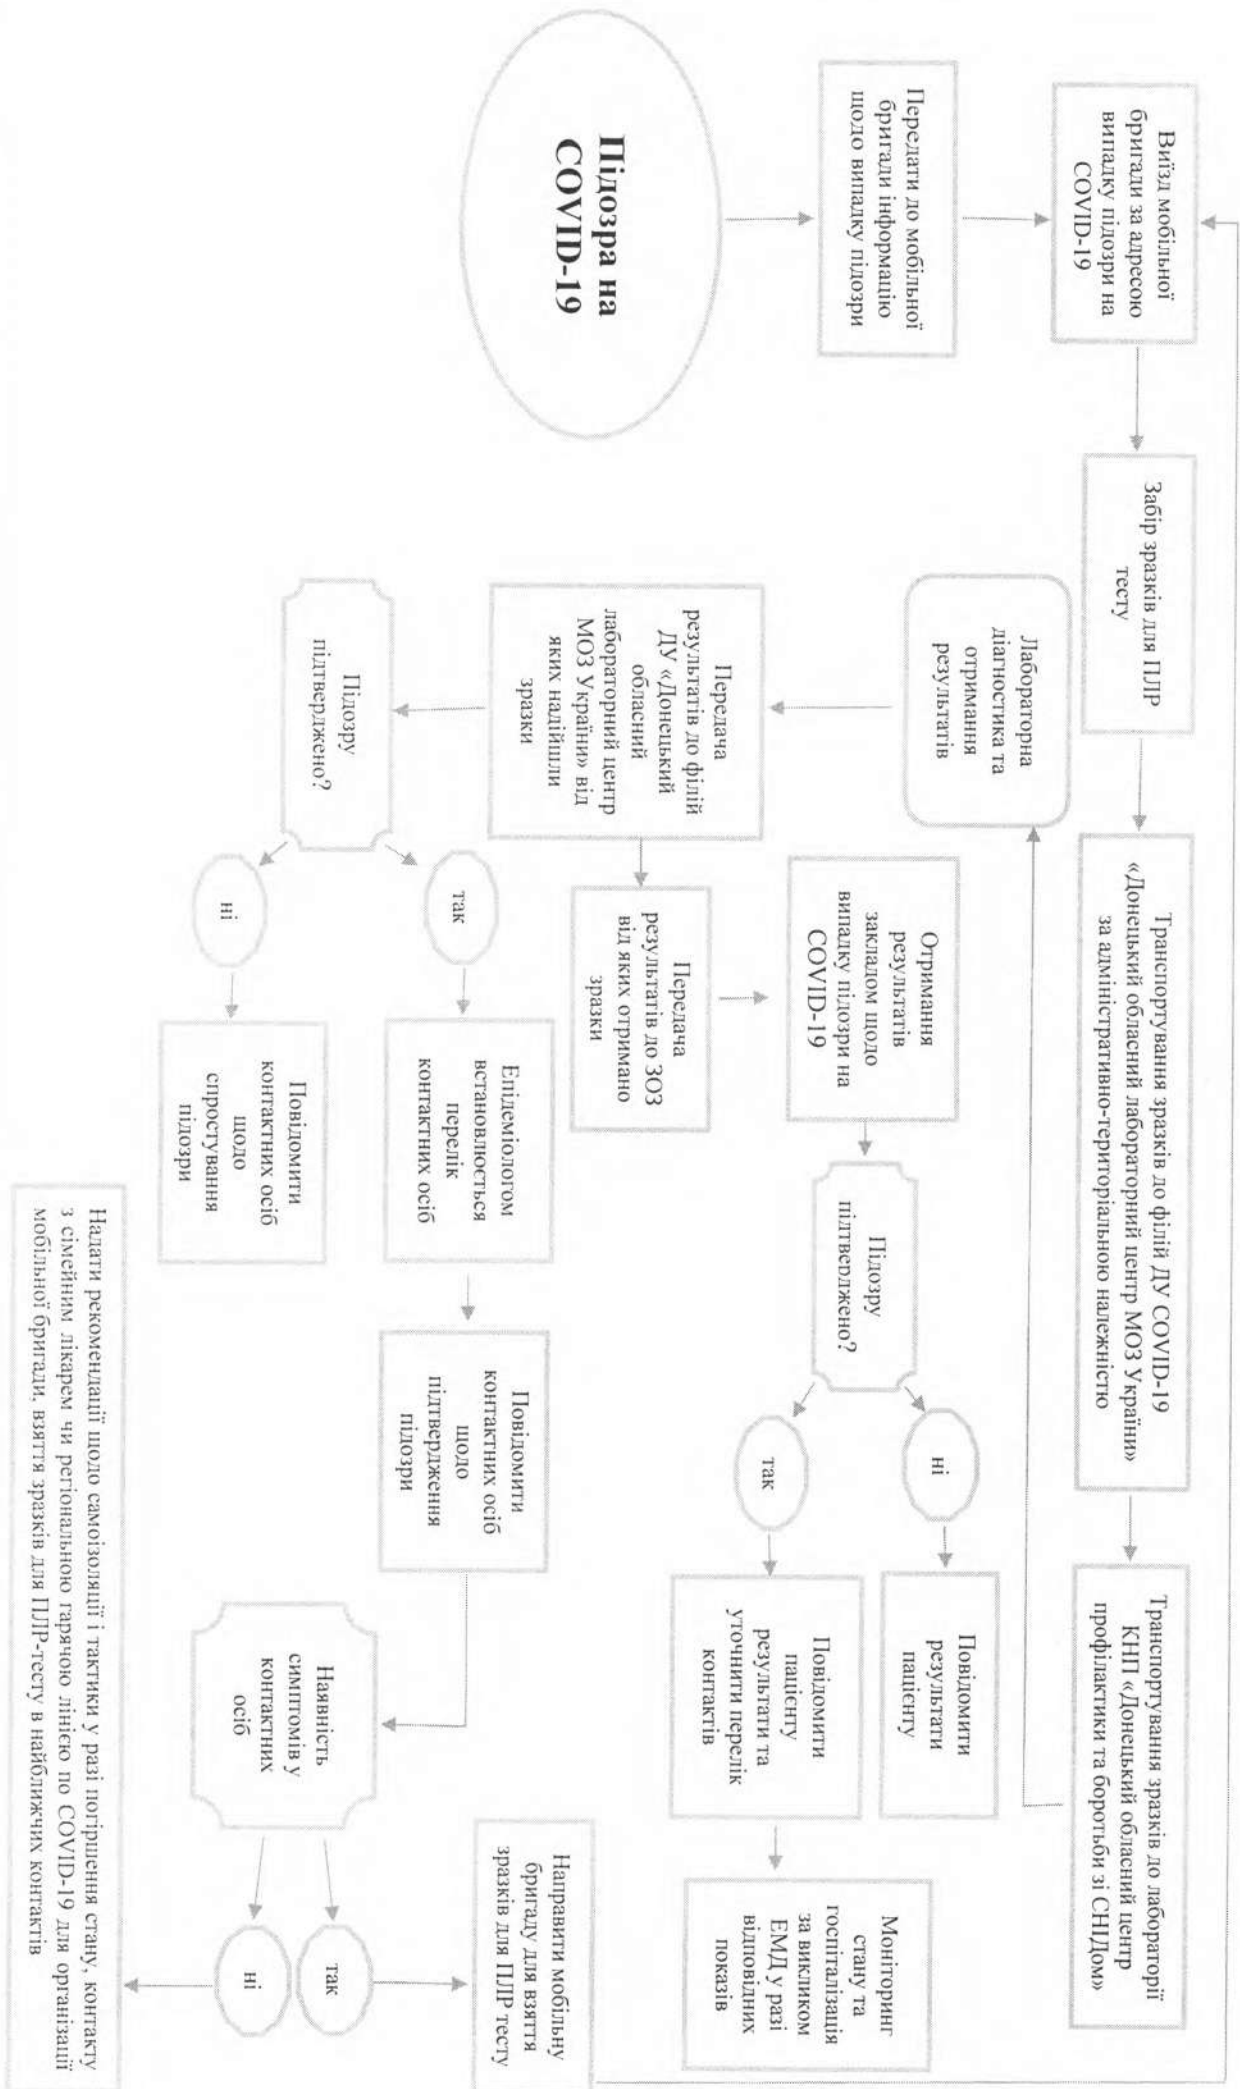 Підозра на
COVID-19
Передати до мобільної
бригади інформацію
щодо випадку підозри
Виїзд мобільної
бригади за адресою
випадку підозри на
COVID-19
Забір зразків для ПЛР
тесту
Транспортування зразків до філій ДУ COVID-19
«Донецький обласний лабораторний центр МОЗ України»
за адміністративно-територіальною належністю
Транспортування зразків до лабораторії
КНП «Донецький обласний центр
профілактики та боротьби зі СНІДом»
Лабораторна
діагностика та
отримання
результатів
Передача
результатів до філій
ДУ «Донецький
обласний
лабораторний центр
МОЗ України» від
яких надійшли
зразки
Підозру
підтверджено?
так
ні
Передача
результатів до ЗОЗ
від яких отримано
зразки
Отримання
результатів
закладом щодо
випадку підозри на
COVID-19
Підозру
підтверджено?
ні
так
Повідомити
результати
пацієнту
Повідомити
пацієнту
результати та
уточнити перелік
контактів
Моніторинг
стану та
госпіталізація
за викликом
ЕМД у разі
відповідних
показів
Епідеміологом
встановлюється
перелік
контактних осіб
Повідомити
контактних осіб
щодо
спростування
підозри
Повідомити
контактних осіб
щодо
підтвердження
підозри
Наявність
симптомів у
контактних
осіб
так
ні
Направити мобільну
бригаду для взяття
зразків для ПЛР тесту
Надати рекомендації щодо самоізоляції і тактики у разі погіршення стану, контакту
з сімейним лікарем чи регіональною гарячою лінією по COVID-19 для організації
мобільної бригади, взяття зразків для ПЛР-тесту в найближчих контактів